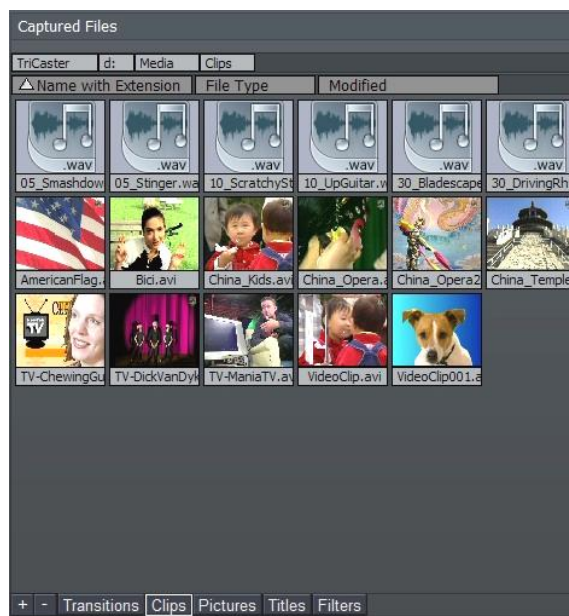 Captured Files
TriCaster d: Media Clips
Name with Extension File Type Modified
.wav .wav .wav .wav .wav .wav
05_Smashdow 05_Stinger.wa 10_ScratchySt 10_UpGuitar.w 30_Bladescape 30_DrivingRh
AmericanFlag. Bici.avi China_Kids.avi China_Opera.a China_Opera2 China_Temple
TV
TV-ChewingGu TV-DickVanDyk TV-ManiaTV.av VideoClip.avi VideoClip001.a
+ - Transitions Clips Pictures Titles Filters